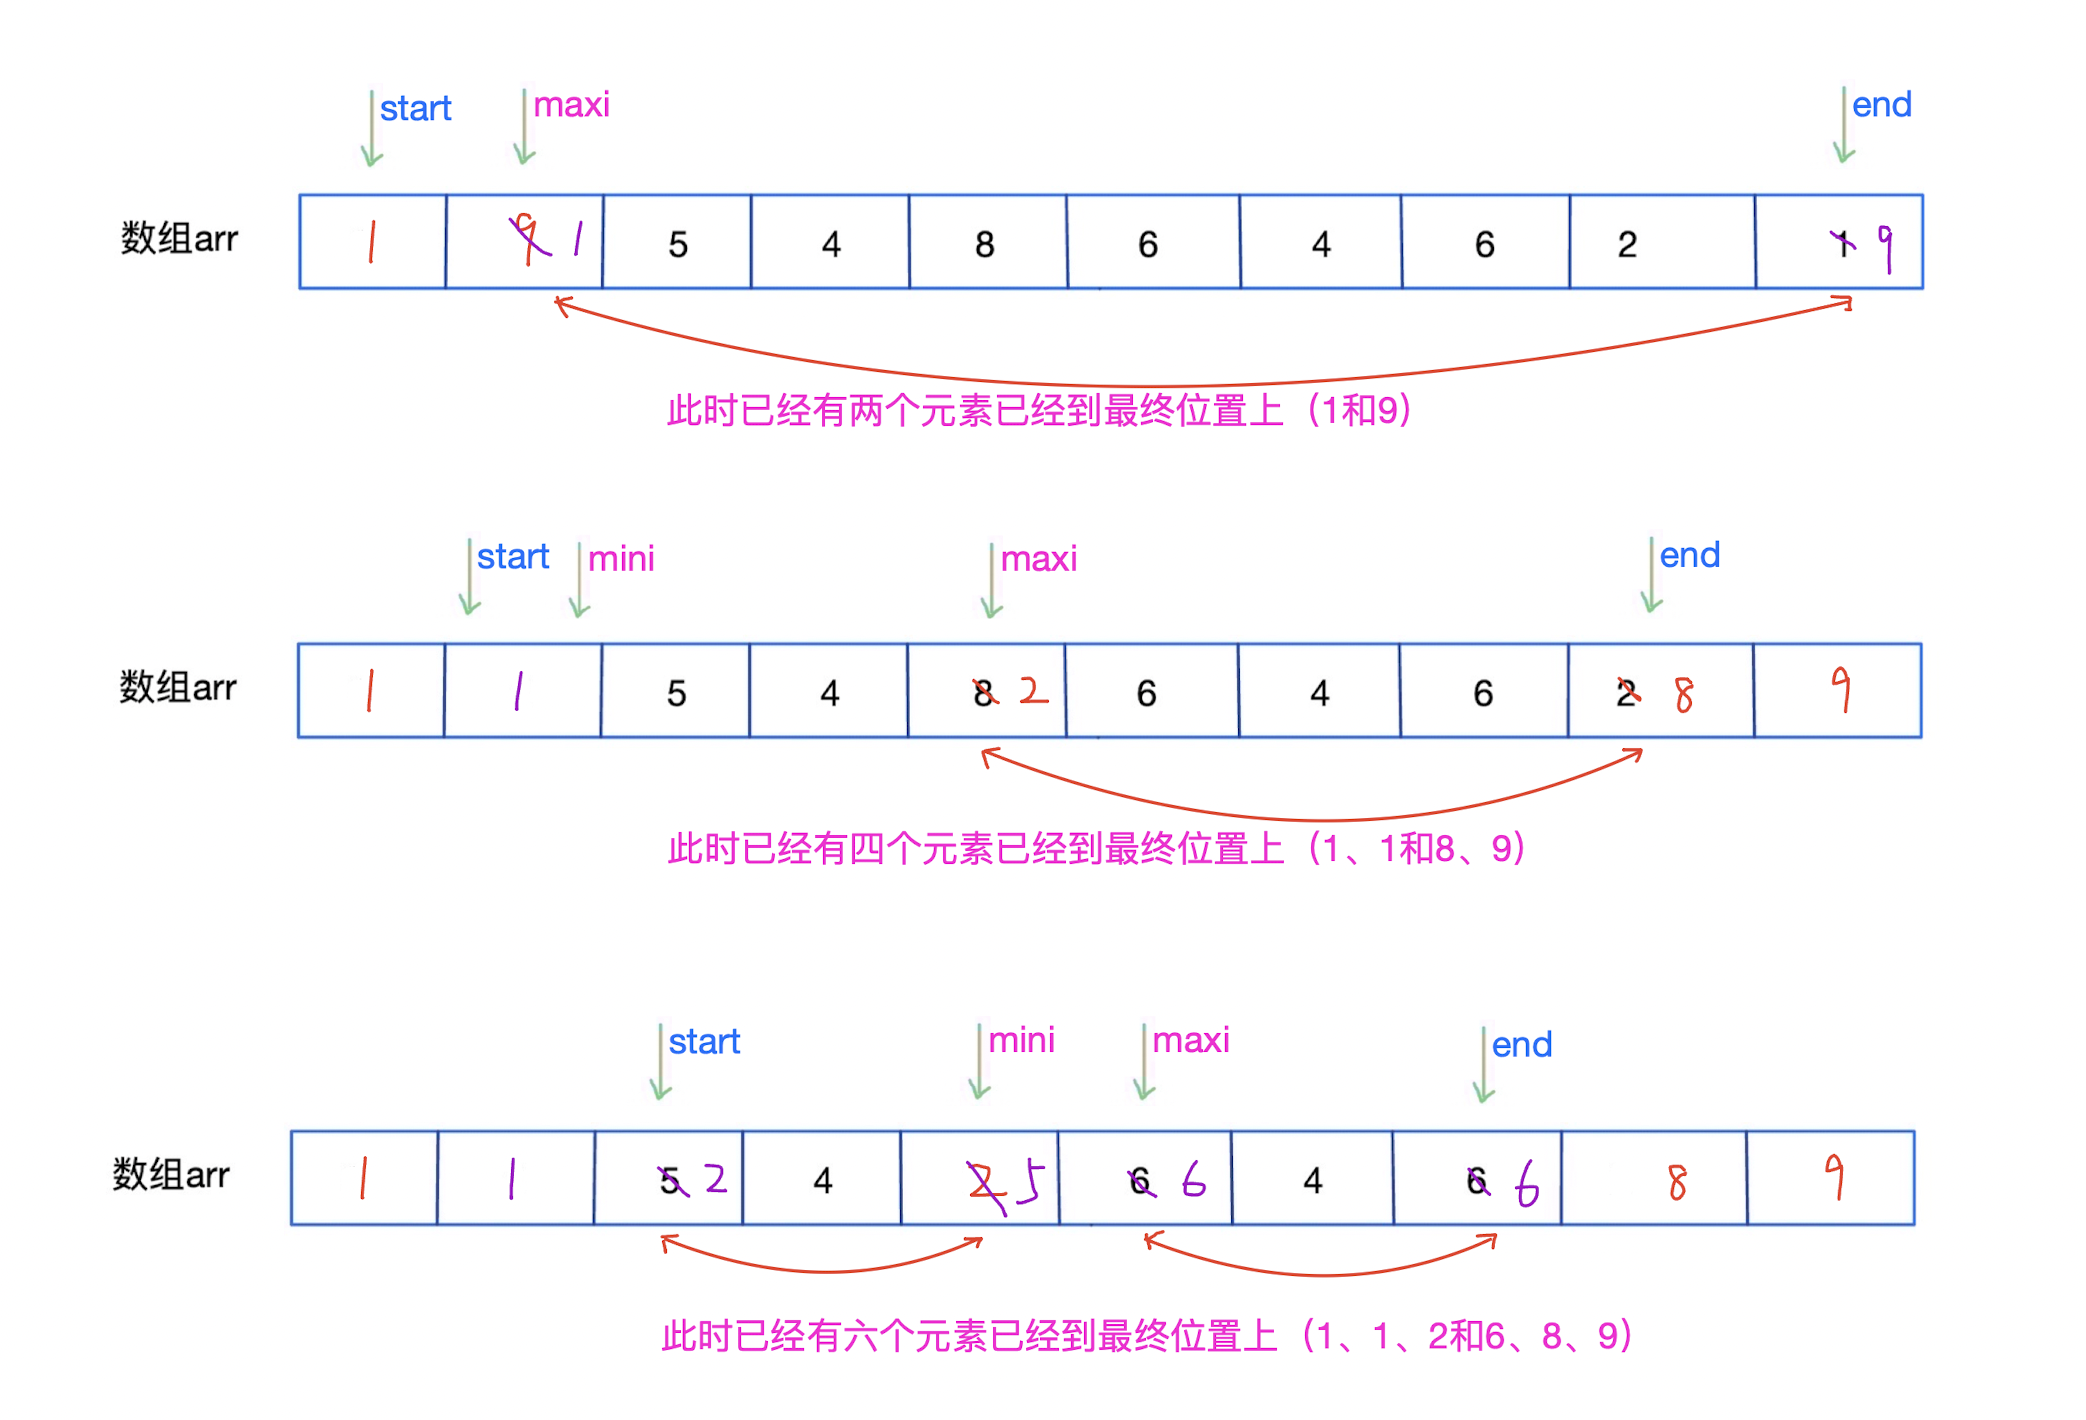 start maxi end
数组arr 1 9 1 5 4 8 6 4 6 2 1 9
此时已经有两个元素已经到最终位置上（1和9）
start mini maxi end
数组arr 1 1 5 4 8 2 6 4 6 2 8 9
此时已经有四个元素已经到最终位置上（1、1和8、9）
start mini maxi end
数组arr 1 1 5 2 4 2 5 6 6 4 6 6 8 9
此时已经有六个元素已经到最终位置上（1、1、2和6、8、9）